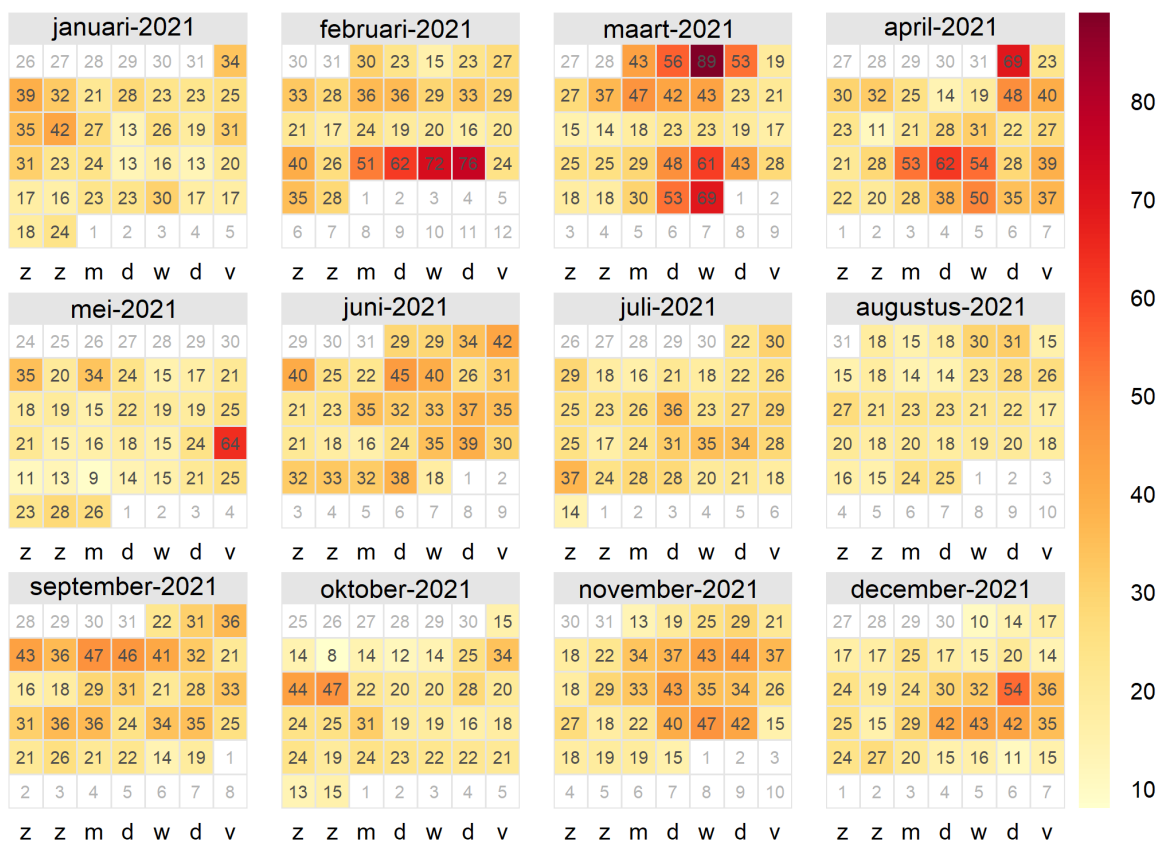 januari-2021
26 27 28 29 30 31 34
39 32 21 28 23 23 25
35 42 27 13 26 19 31
31 23 24 13 16 13 20
17 16 23 23 30 17 17
18 24 1 2 3 4 5
z z m d w d v
februari-2021
30 31 30 23 15 23 27
33 28 36 36 29 33 29
21 17 24 19 20 16 20
40 26 51 62 72 76 24
35 28 1 2 3 4 5
6 7 8 9 10 11 12
z z m d w d v
maart-2021
27 28 43 56 89 53 19
27 37 47 42 43 23 21
15 14 18 23 23 19 17
25 25 29 48 61 43 28
18 18 30 53 69 1 2
3 4 5 6 7 8 9
z z m d w d v
april-2021
27 28 29 30 31 69 23
30 32 25 14 19 48 40
23 11 21 28 31 22 27
21 28 53 62 54 28 39
22 20 28 38 50 35 37
1 2 3 4 5 6 7
z z m d w d v
mei-2021
24 25 26 27 28 29 30
35 20 34 24 15 17 21
18 19 15 22 19 19 25
21 15 16 18 15 24 64
11 13 9 14 15 21 25
23 28 26 1 2 3 4
z z m d w d v
juni-2021
29 30 31 29 29 34 42
40 25 22 45 40 26 31
21 23 35 32 33 37 35
21 18 16 24 35 39 30
32 33 32 38 18 1 2
3 4 5 6 7 8 9
z z m d w d v
juli-2021
26 27 28 29 30 22 30
29 18 16 21 18 22 26
25 23 26 36 23 27 29
25 17 24 31 35 34 28
37 24 28 28 20 21 18
14 1 2 3 4 5 6
z z m d w d v
augustus-2021
31 18 15 18 30 31 15
15 18 14 14 23 28 26
27 21 23 23 21 22 17
20 18 20 18 19 20 18
16 15 24 25 1 2 3
4 5 6 7 8 9 10
z z m d w d v
september-2021
28 29 30 31 22 31 36
43 36 47 46 41 32 21
16 18 29 31 21 28 33
31 36 36 24 34 35 25
21 26 21 22 14 19 1
2 3 4 5 6 7 8
z z m d w d v
oktober-2021
25 26 27 28 29 30 15
14 8 14 12 14 25 34
44 47 22 20 20 28 20
24 25 31 19 19 16 18
24 19 24 23 22 22 21
13 15 1 2 3 4 5
z z m d w d v
november-2021
30 31 13 19 25 29 21
18 22 34 37 43 44 37
18 29 33 43 35 34 26
27 18 22 40 47 42 15
18 19 19 15 1 2 3
4 5 6 7 8 9 10
z z m d w d v
december-2021
27 28 29 30 10 14 17
17 17 25 17 15 20 14
24 19 24 30 32 54 36
25 15 29 42 43 42 35
24 27 20 15 16 11 15
1 2 3 4 5 6 7
z z m d w d v
80
70
60
50
40
30
20
10